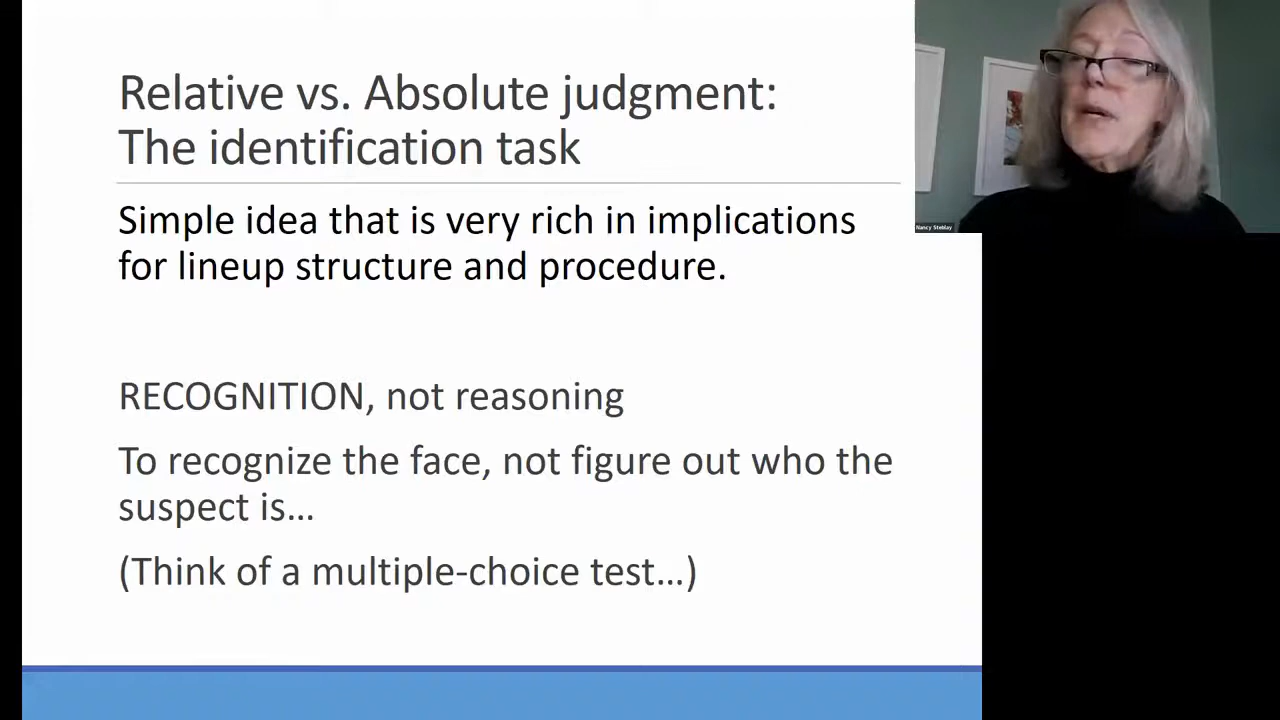 Relative vs. Absolute judgment:
The identification task
Simple idea that is very rich in implications
for lineup structure and procedure.
RECOGNITION, not reasoning
To recognize the face, not figure out who the
suspect is...
(Think of a multiple-choice test...)
Nancy Steblay